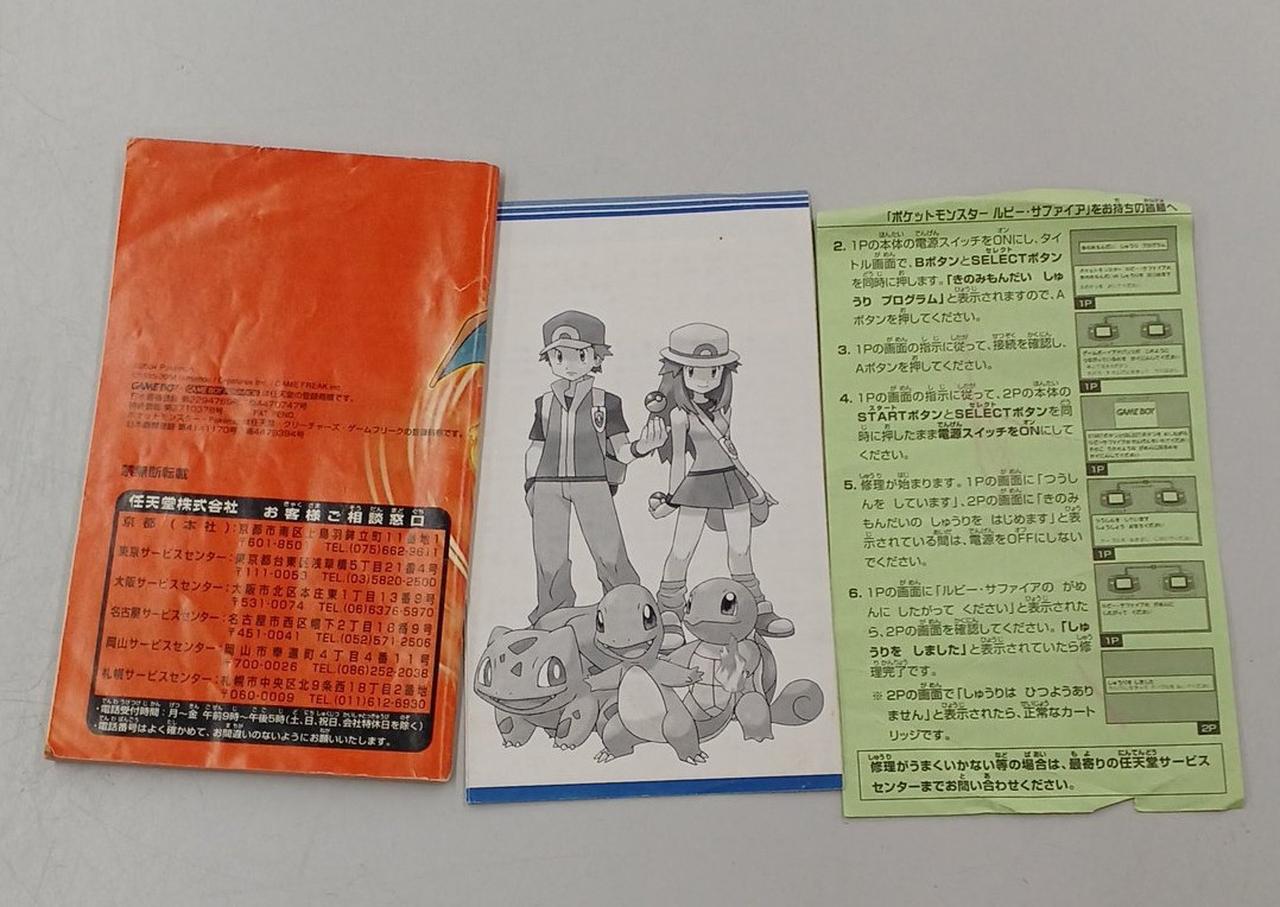 任天堂株式会社 お客様ご相談窓口
京都(本社):京都市南区上鳥羽鉾立町11番地1
〒601-850 TEL.(075)662-9611
東京サービスセンター:東京都台東区浅草橋5丁目21番4号
〒111-0053 TEL.(03)5820-2500
大阪サービスセンター:大阪市北区本庄東1丁目13番9号
〒531-0074 TEL.(06)6376-5970
名古屋サービスセンター:名古屋市西区幅下2丁目18番9号
〒451-0041 TEL.(052)571-2506
岡山サービスセンター:岡山市奉還町4丁目4番11号
〒700-0026 TEL.(086)252-2038
札幌サービスセンター:札幌市中央区北9条西18丁目2番地
〒060-0009 TEL.(011)612-6930
・電話受付時間:月〜金 午前9時〜午後5時(土、日、祝日、会社特休日を除く)
・電話番号はよく確かめて、お間違いのないようにお願いいたします。
禁無断転載
「ポケットモンスター ルビー・サファイア」をお持ちの皆様へ
2. 1Pの本体の電源スイッチをONにし、タイ
トル画面で、BボタンとSELECTボタン
を同時に押します。「きのみもんだい しゅ
うり プログラム」と表示されますので、A
ボタンを押してください。
3. 1Pの画面の指示に従って、接続を確認し、
Aボタンを押してください。
4. 1Pの画面の指示に従って、2Pの本体の
STARTボタンとSELECTボタンを同
時に押したまま電源スイッチをONにして
ください。
5. 修理が始まります。1Pの画面に「つうし
んを しています」、2Pの画面に「きのみ
もんだいの しゅうりを はじめます」と表
示されている間は、電源をOFFにしない
でください。
6. 1Pの画面に「ルビー・サファイアの がめ
んに したがって ください」と表示された
ら、2Pの画面を確認してください。「しゅ
うりを しました」と表示されていたら修
理完了です。
※ 2Pの画面で「しゅうりは ひつようあり
ません」と表示されたら、正常なカート
リッジです。
修理がうまくいかない等の場合は、最寄りの任天堂サービス
センターまでお問い合わせください。
1P
1P
GAME BOY
1P
1P
1P
2P